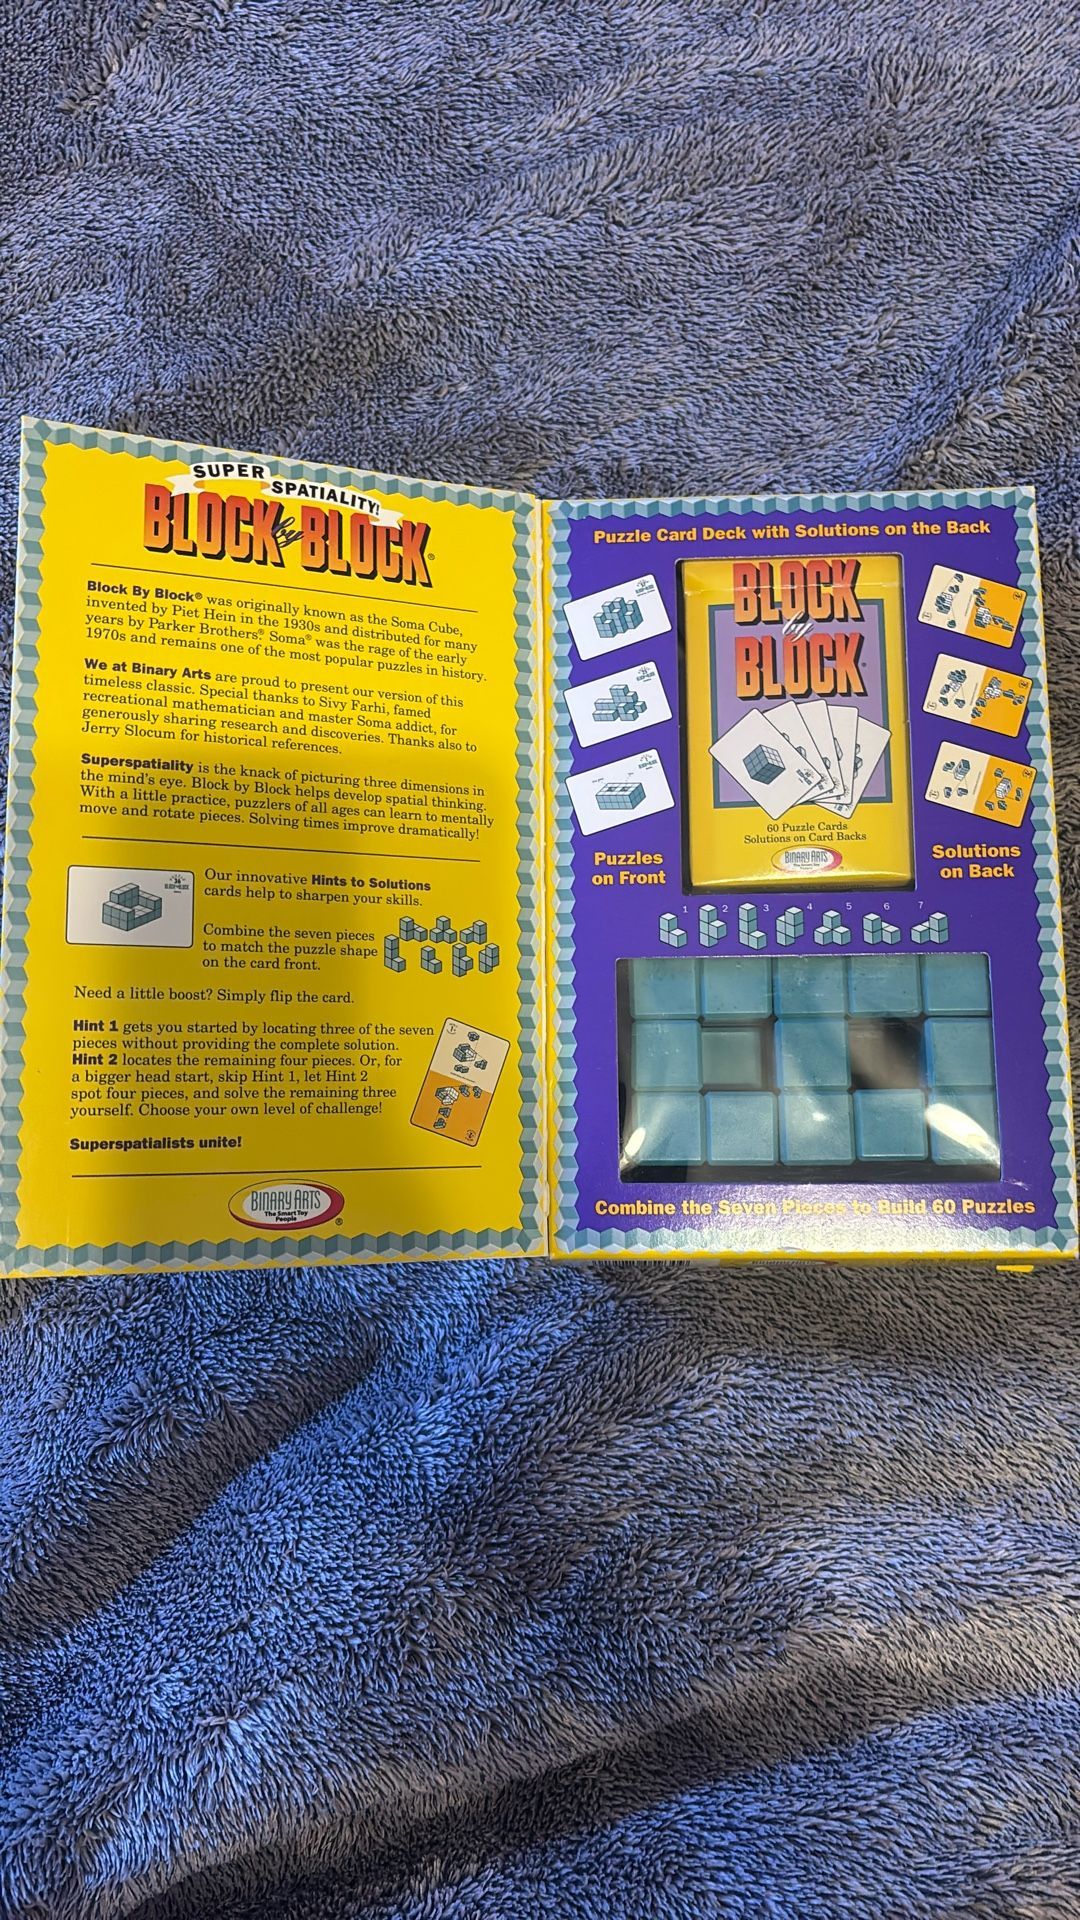 SUPER
SPATIALITY!
BLOCK by BLOCK®
Block By Block® was originally known as the Soma Cube,
invented by Piet Hein in the 1930s and distributed for many
years by Parker Brothers® Soma® was the rage of the early
1970s and remains one of the most popular puzzles in history.
We at Binary Arts are proud to present our version of this
timeless classic. Special thanks to Sivy Farhi, famed
recreational mathematician and master Soma addict, for
generously sharing research and discoveries. Thanks also to
Jerry Slocum for historical references.
Superspatiality is the knack of picturing three dimensions in
the mind's eye. Block by Block helps develop spatial thinking.
With a little practice, puzzlers of all ages can learn to mentally
move and rotate pieces. Solving times improve dramatically!
36
BLOCK by BLOCK
Our innovative Hints to Solutions
cards help to sharpen your skills.
Combine the seven pieces
to match the puzzle shape
on the card front.
Need a little boost? Simply flip the card.
Hint 1 gets you started by locating three of the seven
pieces without providing the complete solution.
Hint 2 locates the remaining four pieces. Or, for
a bigger head start, skip Hint 1, let Hint 2
spot four pieces, and solve the remaining three
yourself. Choose your own level of challenge!
Superspatialists unite!
BINARY ARTS
The Smart Toy
People
®
Puzzle Card Deck with Solutions on the Back
BLOCK
by
BLOCK®
60 Puzzle Cards
Solutions on Card Backs
BINARY ARTS
The Smart Toy
People
Puzzles
on Front
Solutions
on Back
1 2 3 4 5 6 7
Combine the Seven Pieces to Build 60 Puzzles